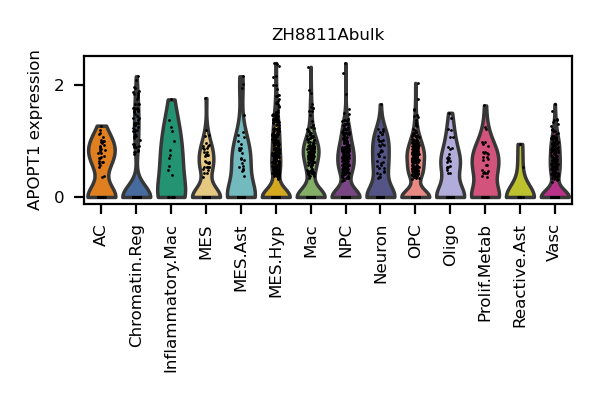 ZH8811Abulk
APOPT1 expression
2
0
AC
Chromatin.Reg
Inflammatory.Mac
MES
MES.Ast
MES.Hyp
Mac
NPC
Neuron
OPC
Oligo
Prolif.Metab
Reactive.Ast
Vasc